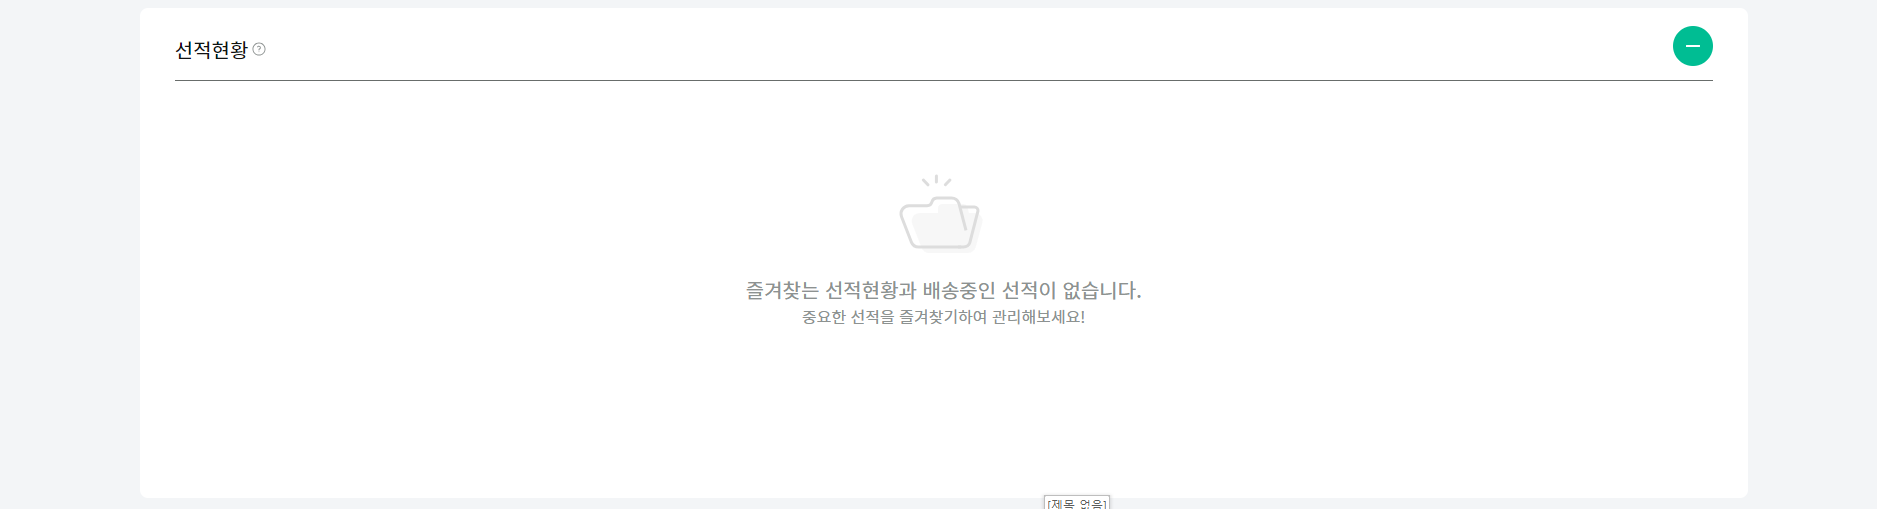 선적현황 ?
즐겨찾는 선적현황과 배송중인 선적이 없습니다.
중요한 선적을 즐겨찾기하여 관리해보세요!
[제목 없음]